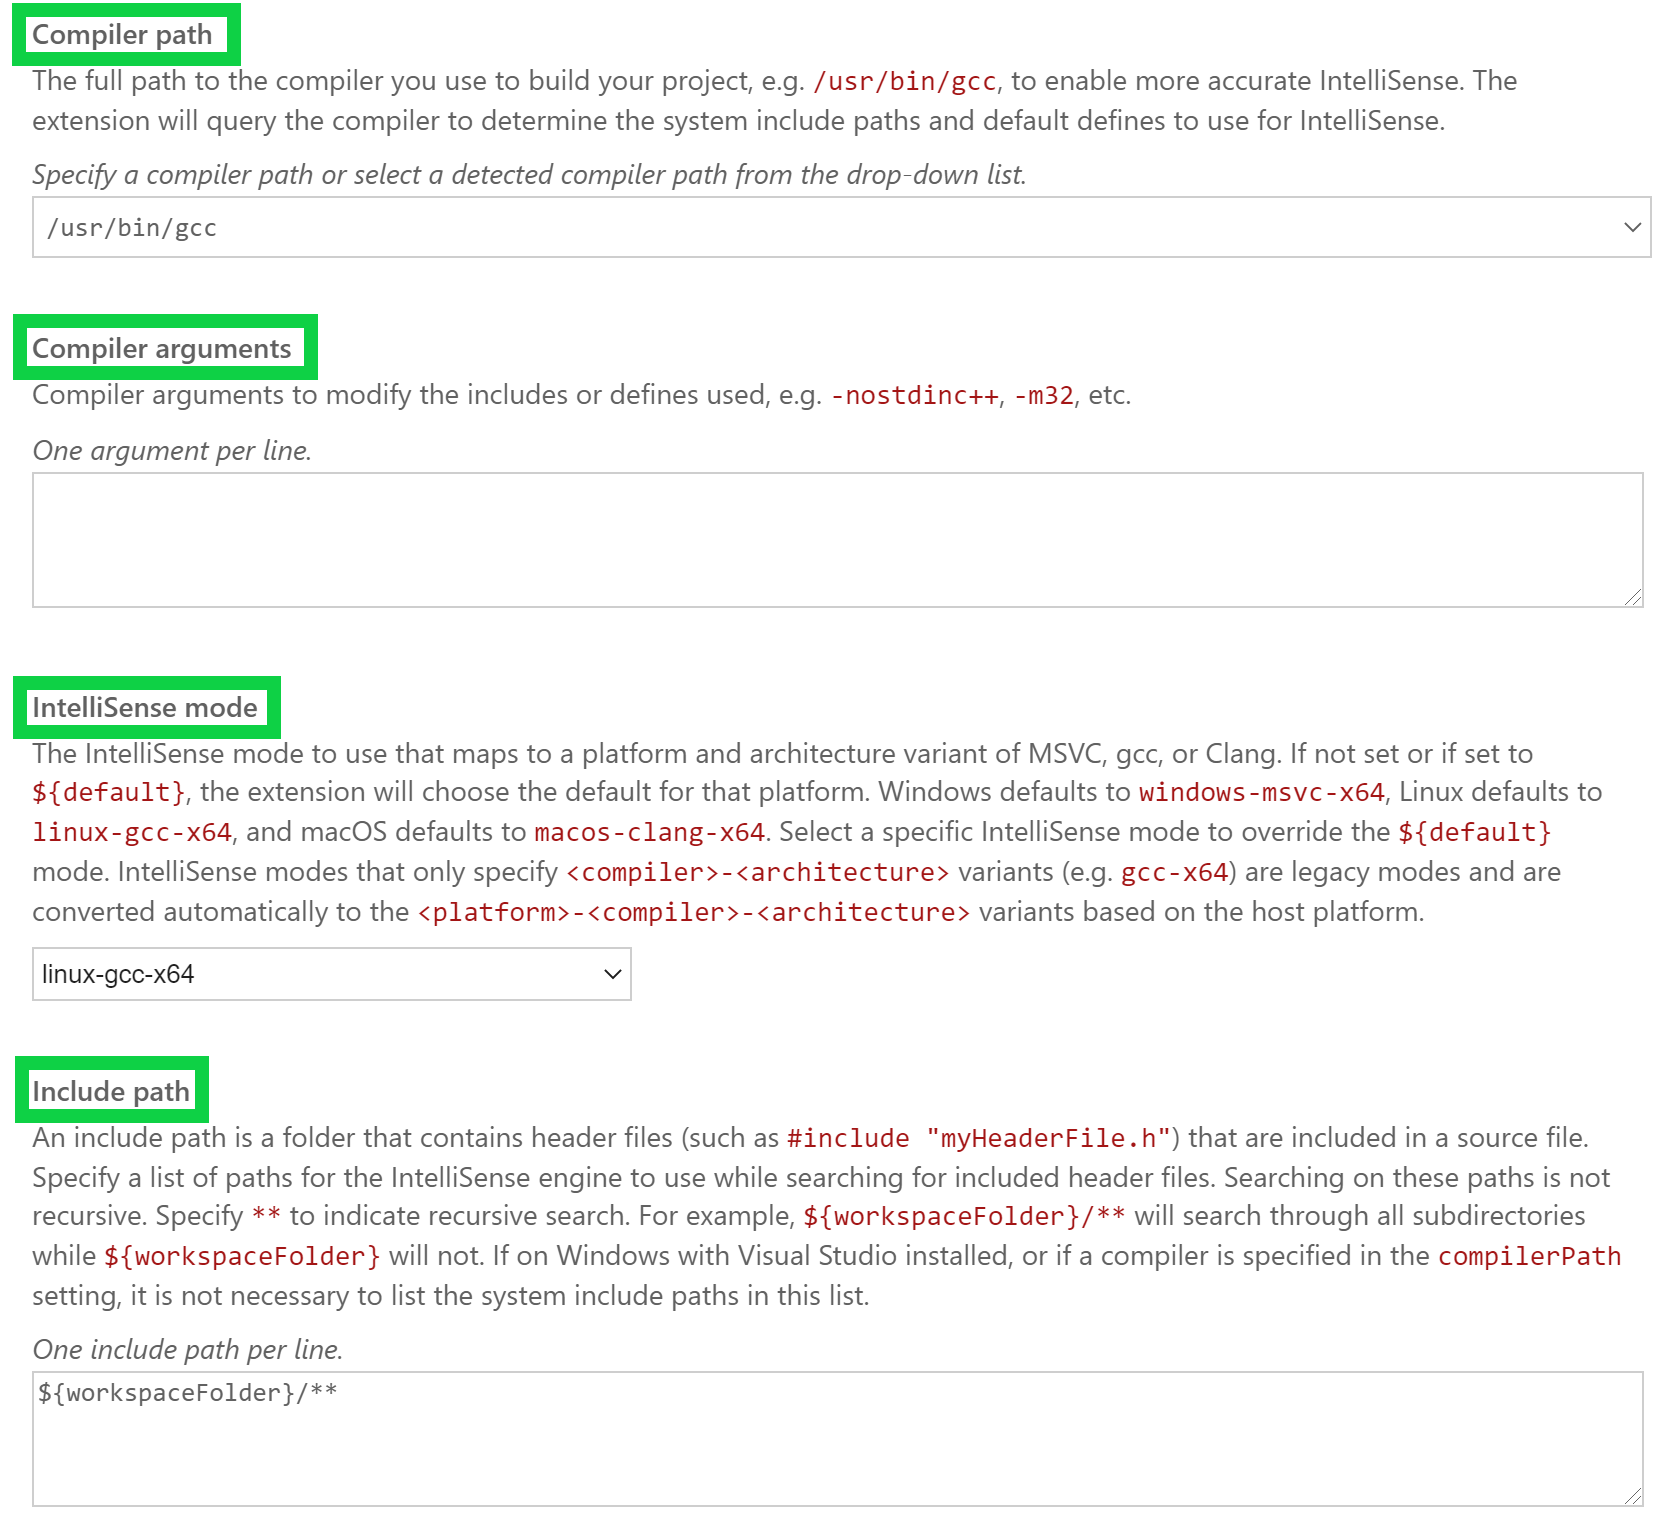 Compiler path
The full path to the compiler you use to build your project, e.g. /usr/bin/gcc, to enable more accurate IntelliSense. The
extension will query the compiler to determine the system include paths and default defines to use for IntelliSense.
Specify a compiler path or select a detected compiler path from the drop-down list.
/usr/bin/gcc
Compiler arguments
Compiler arguments to modify the includes or defines used, e.g. -nostdinc++, -m32, etc.
One argument per line.
IntelliSense mode
The IntelliSense mode to use that maps to a platform and architecture variant of MSVC, gcc, or Clang. If not set or if set to
${default}, the extension will choose the default for that platform. Windows defaults to windows-msvc-x64, Linux defaults to
linux-gcc-x64, and macOS defaults to macos-clang-x64. Select a specific IntelliSense mode to override the ${default}
mode. IntelliSense modes that only specify <compiler>-<architecture> variants (e.g. gcc-x64) are legacy modes and are
converted automatically to the <platform>-<compiler>-<architecture> variants based on the host platform.
linux-gcc-x64
Include path
An include path is a folder that contains header files (such as #include "myHeaderFile.h") that are included in a source file.
Specify a list of paths for the IntelliSense engine to use while searching for included header files. Searching on these paths is not
recursive. Specify ** to indicate recursive search. For example, ${workspaceFolder}/** will search through all subdirectories
while ${workspaceFolder} will not. If on Windows with Visual Studio installed, or if a compiler is specified in the compilerPath
setting, it is not necessary to list the system include paths in this list.
One include path per line.
${workspaceFolder}/**